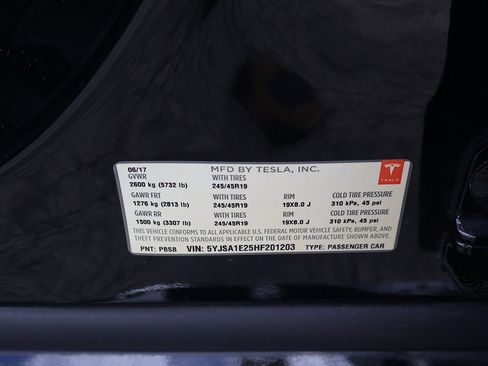 06/17 MFD BY TESLA, INC.
GVWR WITH TIRES
2600 kg (5732 lb) 245/45R19
GAWR FRT WITH TIRES RIM COLD TIRE PRESSURE
1276 kg (2813 lb) 245/45R19 19X8.0 J 310 kPa, 45 psi
GAWR RR WITH TIRES RIM COLD TIRE PRESSURE
1500 kg (3307 lb) 245/45R19 19X8.0 J 310 kPa, 45 psi
THIS VEHICLE CONFORMS TO ALL APPLICABLE U.S. FEDERAL MOTOR VEHICLE SAFETY, BUMPER, AND
THEFT PREVENTION STANDARDS IN EFFECT ON THE DATE OF MANUFACTURE SHOWN ABOVE.
PNT: PBSB VIN: 5YJSA1E25HF201203 TYPE: PASSENGER CAR
TESLA